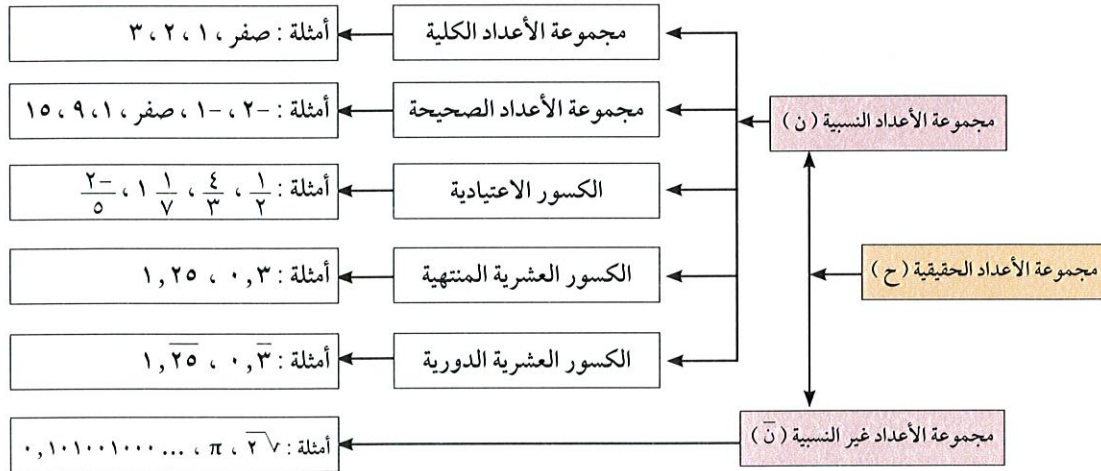 مجموعة الأعداد الحقيقية (ح)
مجموعة الأعداد النسبية (ن)
مجموعة الأعداد الكلية
أمثلة : صفر ، ١ ، ٢ ، ٣
مجموعة الأعداد الصحيحة
أمثلة : -٢ ، -١ ، صفر ، ١ ، ٩ ، ١٥
الكسور الاعتيادية
أمثلة : ١/٢ ، ٤/٣ ، ١ ١/٧ ، -٢/٥
الكسور العشرية المنتهية
أمثلة : ٠,٣ ، ١,٢٥
الكسور العشرية الدورية
أمثلة : ٠,٣̅ ، ١,٢̅٥̅
مجموعة الأعداد غير النسبية (ن̅)
أمثلة : √٢ ، π ، ٠,١٠١٠٠١٠٠٠...